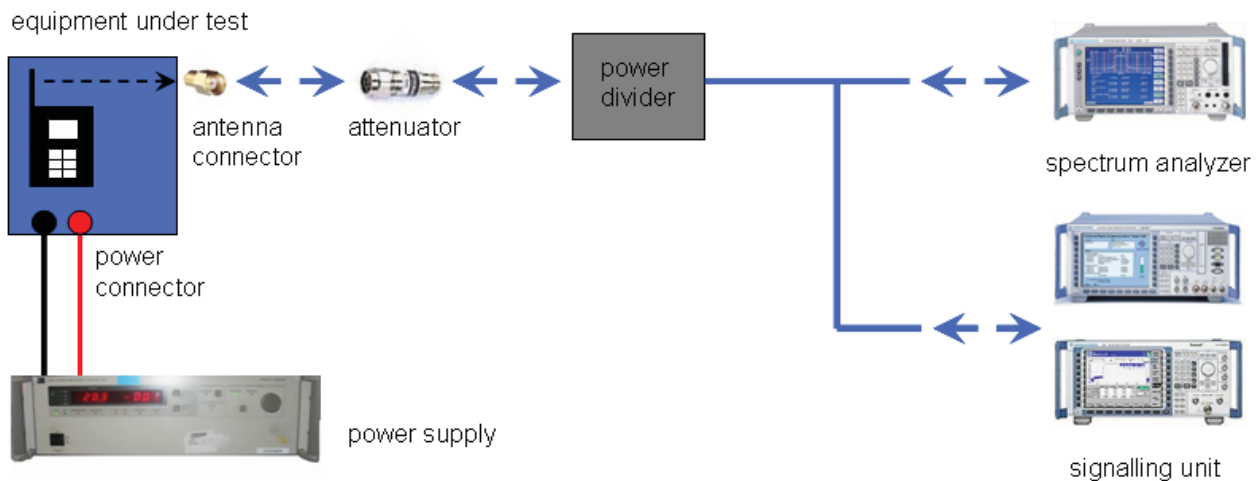 equipment under test
power
divider
antenna
connector
attenuator
spectrum analyzer
power
connector
power supply
signalling unit